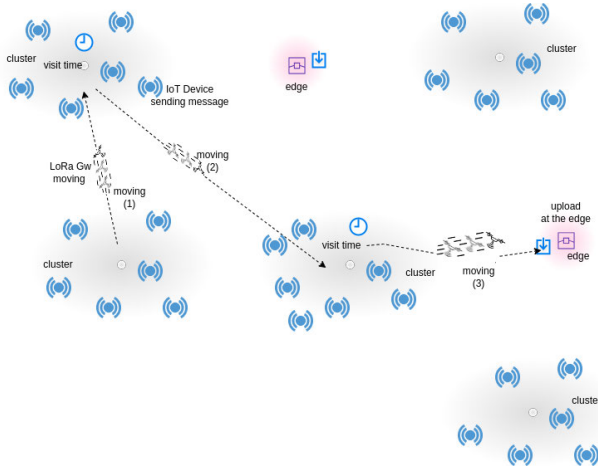 cluster
visit time
IoT Device
sending message
edge
cluster
LoRa Gw
moving
moving
(1)
moving
(2)
cluster
visit time
cluster
moving
(3)
upload
at the edge
edge
cluste